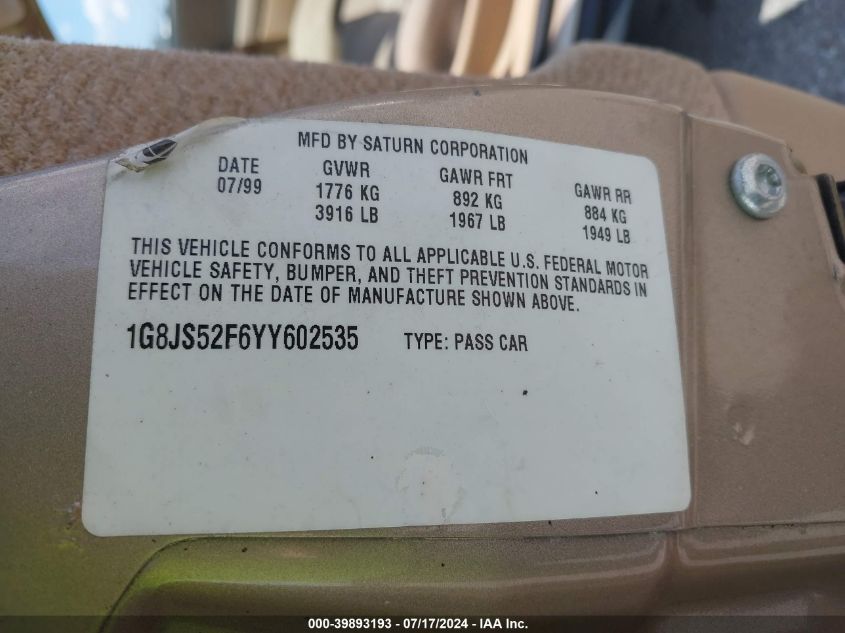 MFD BY SATURN CORPORATION
DATE GVWR GAWR FRT GAWR RR
07/99 1776 KG 892 KG 884 KG
3916 LB 1967 LB 1949 LB
THIS VEHICLE CONFORMS TO ALL APPLICABLE U.S. FEDERAL MOTOR
VEHICLE SAFETY, BUMPER, AND THEFT PREVENTION STANDARDS IN
EFFECT ON THE DATE OF MANUFACTURE SHOWN ABOVE.
1G8JS52F6YY602535 TYPE: PASS CAR
000-39893193 - 07/17/2024 - IAA Inc.